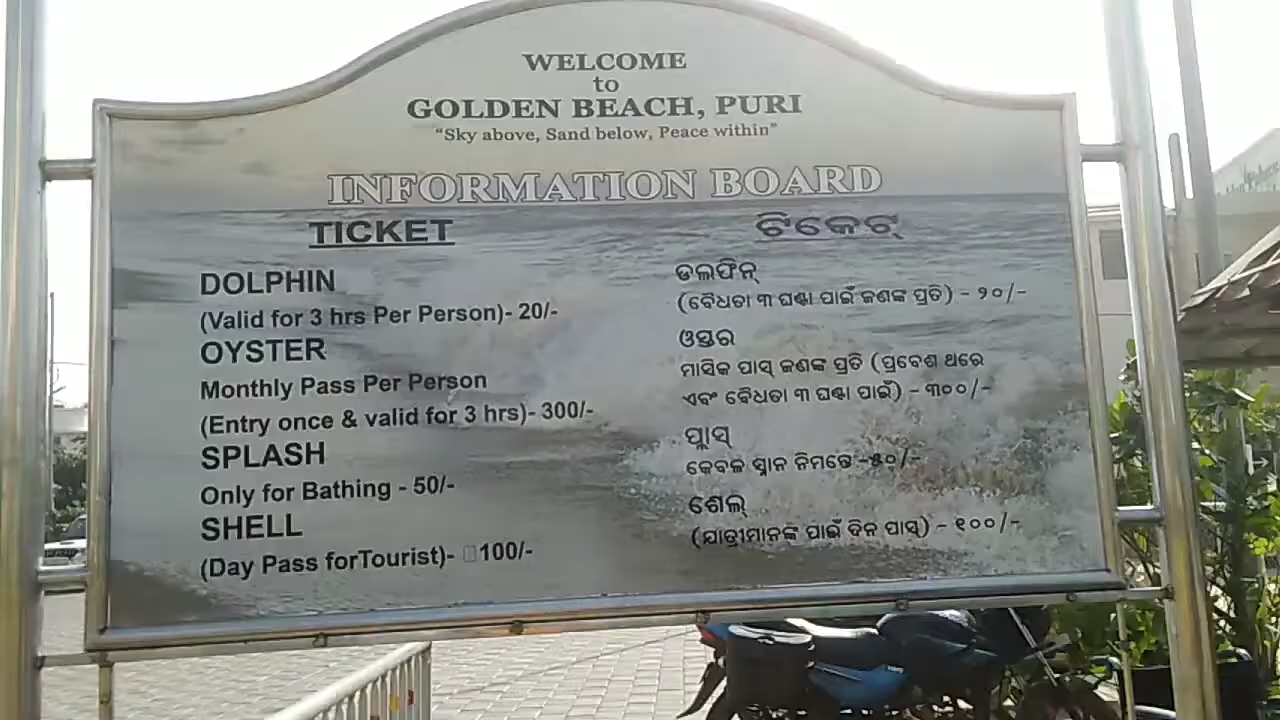 WELCOME
to
GOLDEN BEACH, PURI
“Sky above, Sand below, Peace within”
INFORMATION BOARD
TICKET
DOLPHIN
(Valid for 3 hrs Per Person)- 20/-
OYSTER
Monthly Pass Per Person
(Entry once & valid for 3 hrs)- 300/-
SPLASH
Only for Bathing - 50/-
SHELL
(Day Pass forTourist)- □100/-
ଟିକେଟ୍
ଡଲଫିନ୍
(ବୈଧତା ୩ ଘଣ୍ଟା ପାଇଁ ଜଣଙ୍କ ପ୍ରତି) - ୨୦/-
ଓସ୍ତର
ମାସିକ ପାସ୍ ଜଣଙ୍କ ପ୍ରତି (ପ୍ରବେଶ ଥରେ
ଏବଂ ବୈଧତା ୩ ଘଣ୍ଟା ପାଇଁ) - ୩୦୦/-
ପ୍ଲାସ୍
କେବଳ ସ୍ନାନ ନିମନ୍ତେ -୫୦/-
ଶେଲ୍
(ଯାତ୍ରୀମାନଙ୍କ ପାଇଁ ଦିନ ପାସ୍) - ୧୦୦/-